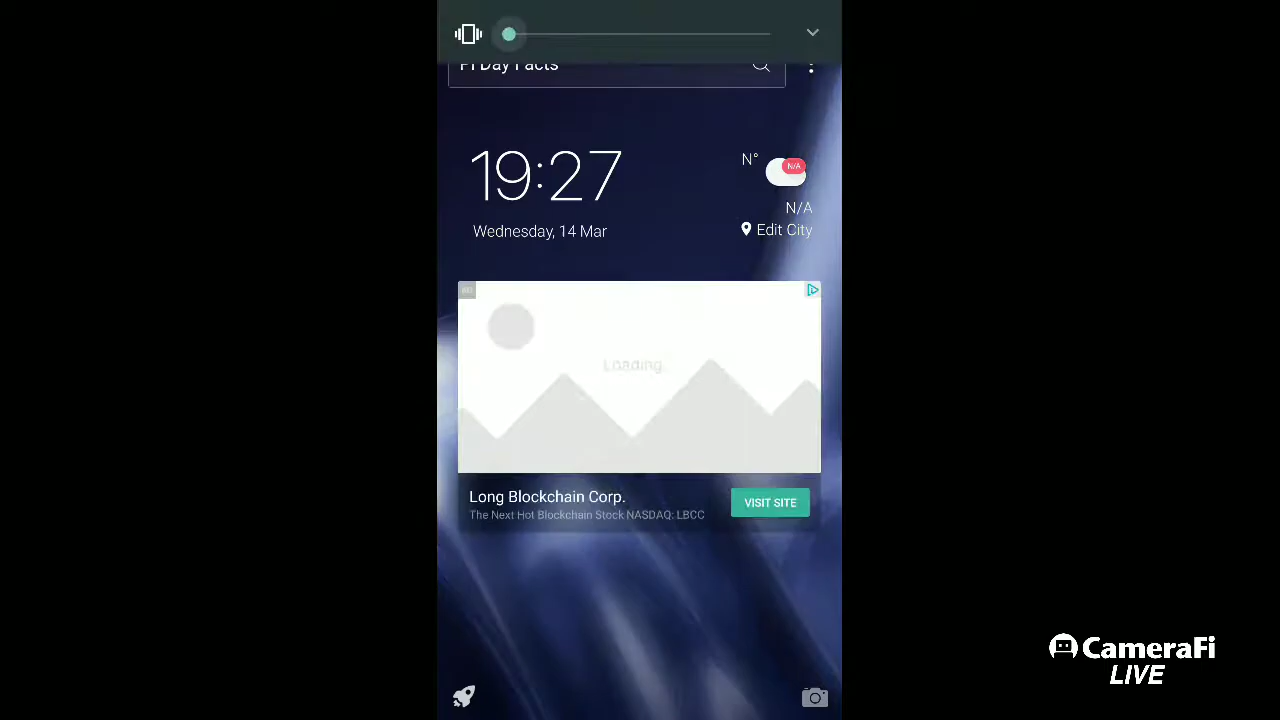 Pi Day Facts
19:27
N°
N/A
Wednesday, 14 Mar
N/A
Edit City
AD
Loading.
Long Blockchain Corp.
VISIT SITE
The Next Hot Blockchain Stock NASDAQ: LBCC
CameraFi
LIVE